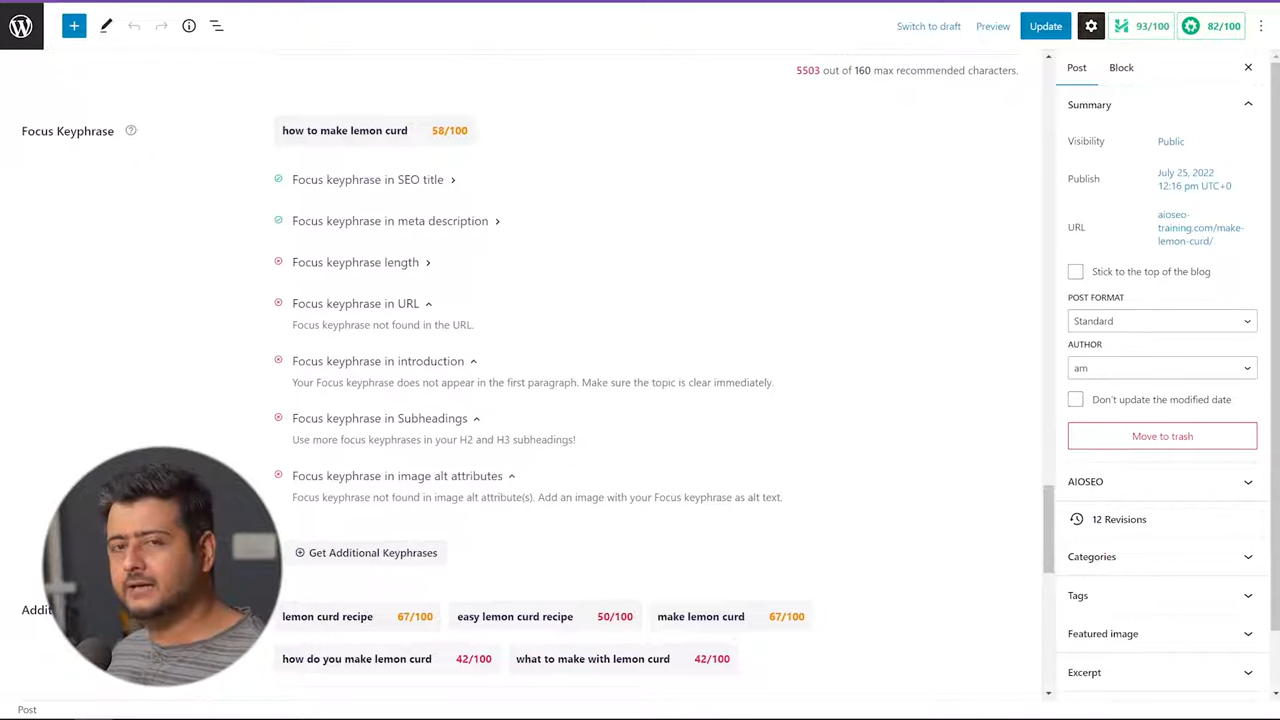 Switch to draft
Preview
Update
93/100
82/100
5503 out of 160 max recommended characters.
Focus Keyphrase
how to make lemon curd 58/100
Focus keyphrase in SEO title
Focus keyphrase in meta description
Focus keyphrase length
Focus keyphrase in URL
Focus keyphrase not found in the URL.
Focus keyphrase in introduction
Your Focus keyphrase does not appear in the first paragraph. Make sure the topic is clear immediately.
Focus keyphrase in Subheadings
Use more focus keyphrases in your H2 and H3 subheadings!
Focus keyphrase in image alt attributes
Focus keyphrase not found in image alt attribute(s). Add an image with your Focus keyphrase as alt text.
Get Additional Keyphrases
Addit
lemon curd recipe 67/100
easy lemon curd recipe 50/100
make lemon curd 67/100
how do you make lemon curd 42/100
what to make with lemon curd 42/100
Post
Block
Summary
Visibility
Public
Publish
July 25, 2022
12:16 pm UTC+0
URL
aioseo-
training.com/make-
lemon-curd/
Stick to the top of the blog
POST FORMAT
Standard
AUTHOR
am
Don't update the modified date
Move to trash
AIOSEO
12 Revisions
Categories
Tags
Featured image
Excerpt
Post